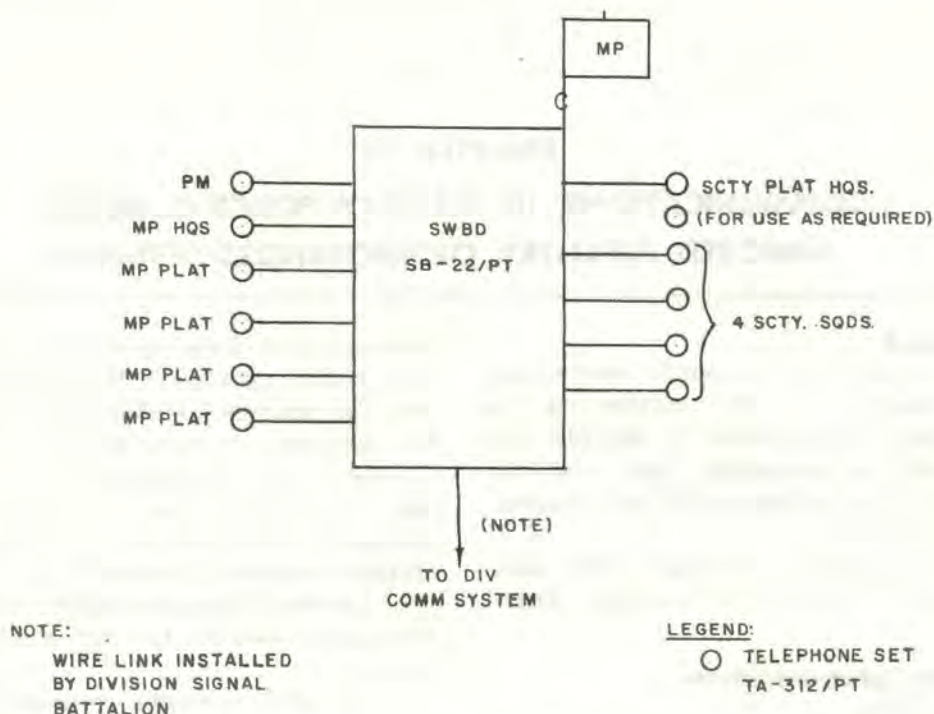 MP
PM
MP HQS
MP PLAT
MP PLAT
MP PLAT
MP PLAT
SWBD
SB-22/PT
SCTY PLAT HQS.
(FOR USE AS REQUIRED)
4 SCTY. SQDS.
(NOTE)
TO DIV
COMM SYSTEM
NOTE:
WIRE LINK INSTALLED
BY DIVISION SIGNAL
BATTALION
LEGEND:
TELEPHONE SET
TA-312/PT